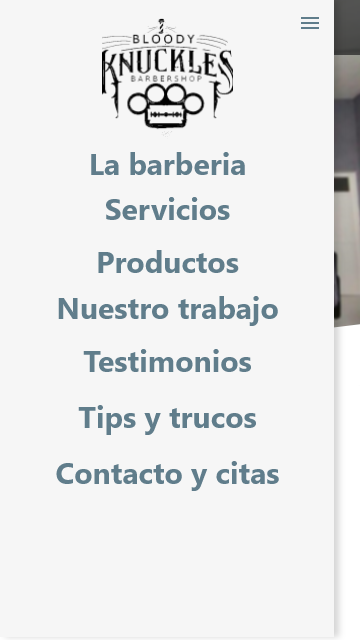 BLOODY
KNUCKLES
BARBERSHOP
La barberia
Servicios
Productos
Nuestro trabajo
Testimonios
Tips y trucos
Contacto y citas